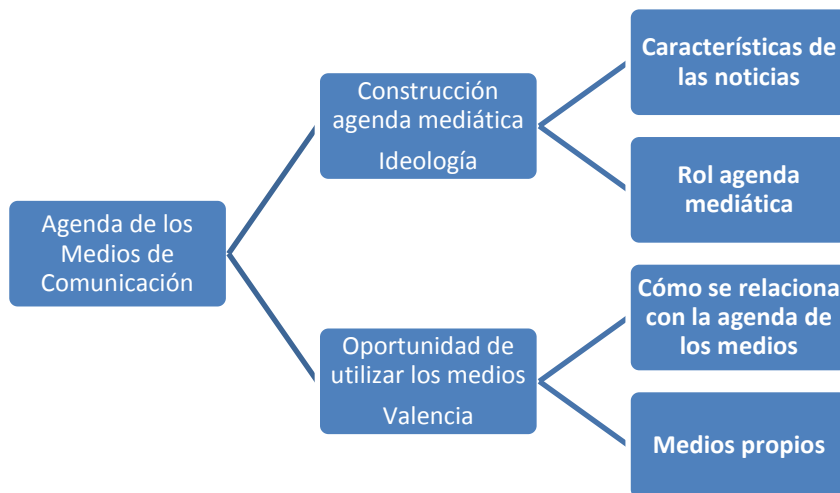 Agenda de los
Medios de
Comunicación
Construcción
agenda mediática
Ideología
Oportunidad de
utilizar los medios
Valencia
Características de
las noticias
Rol agenda
mediática
Cómo se relaciona
con la agenda de
los medios
Medios propios